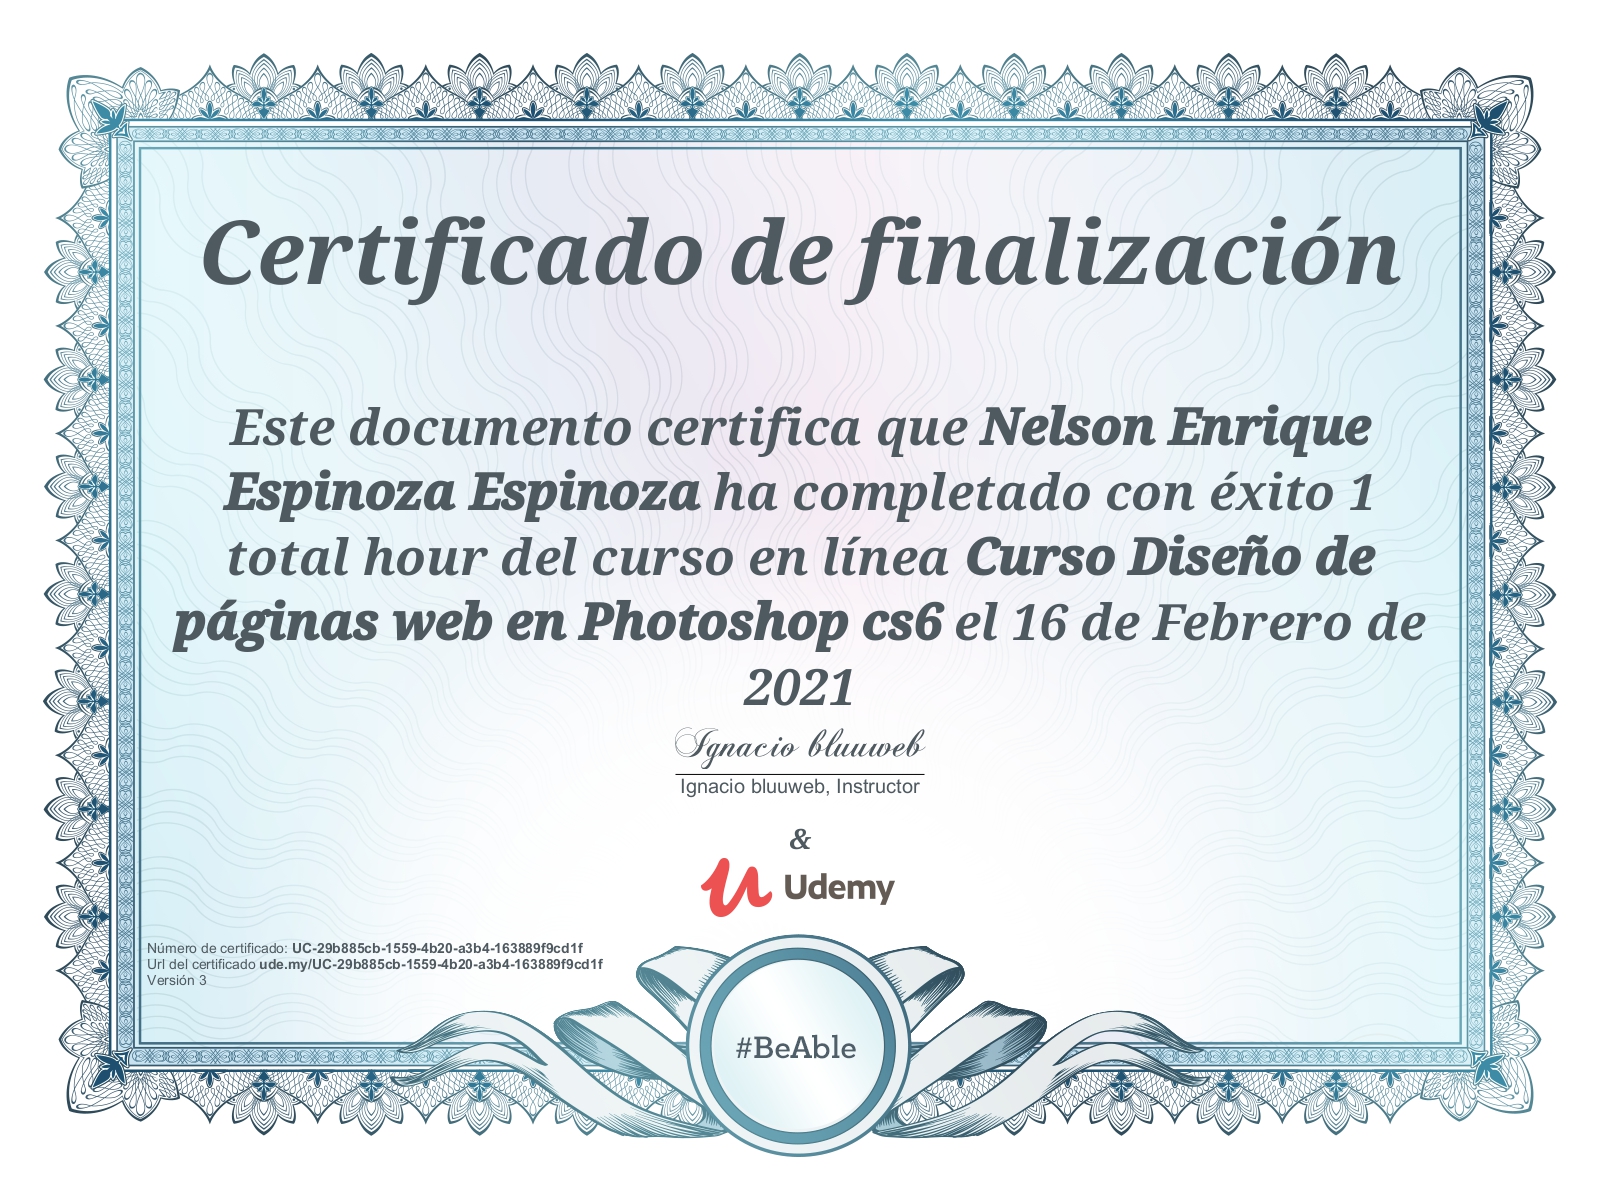 Certificado de finalización
Este documento certifica que Nelson Enrique
Espinoza Espinoza ha completado con éxito 1
total hour del curso en línea Curso Diseño de
páginas web en Photoshop cs6 el 16 de Febrero de
2021
Ignacio bluuweb
Ignacio bluuweb, Instructor
&
Udemy
Número de certificado: UC-29b885cb-1559-4b20-a3b4-163889f9cd1f
Url del certificado ude.my/UC-29b885cb-1559-4b20-a3b4-163889f9cd1f
Versión 3
#BeAble